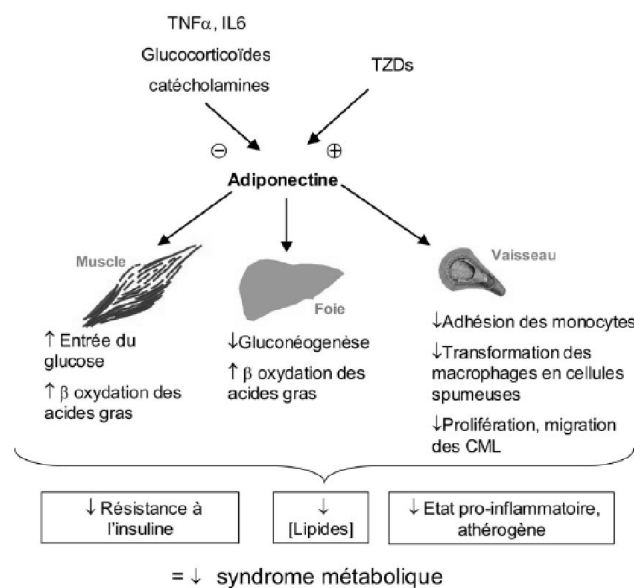 TNFα, IL6
Glucocorticoïdes
catécholamines
TZDs
⊖
⊕
Adiponectine
Muscle
↑ Entrée du
glucose
↑ β oxydation des
acides gras
Foie
↓Gluconéogenèse
↑ β oxydation des
acides gras
Vaisseau
↓Adhésion des monocytes
↓Transformation des
macrophages en cellules
spumeuses
↓Prolifération, migration
des CML
↓ Résistance à
l'insuline
↓
[Lipides]
↓ Etat pro-inflammatoire,
athérogène
= ↓ syndrome métabolique